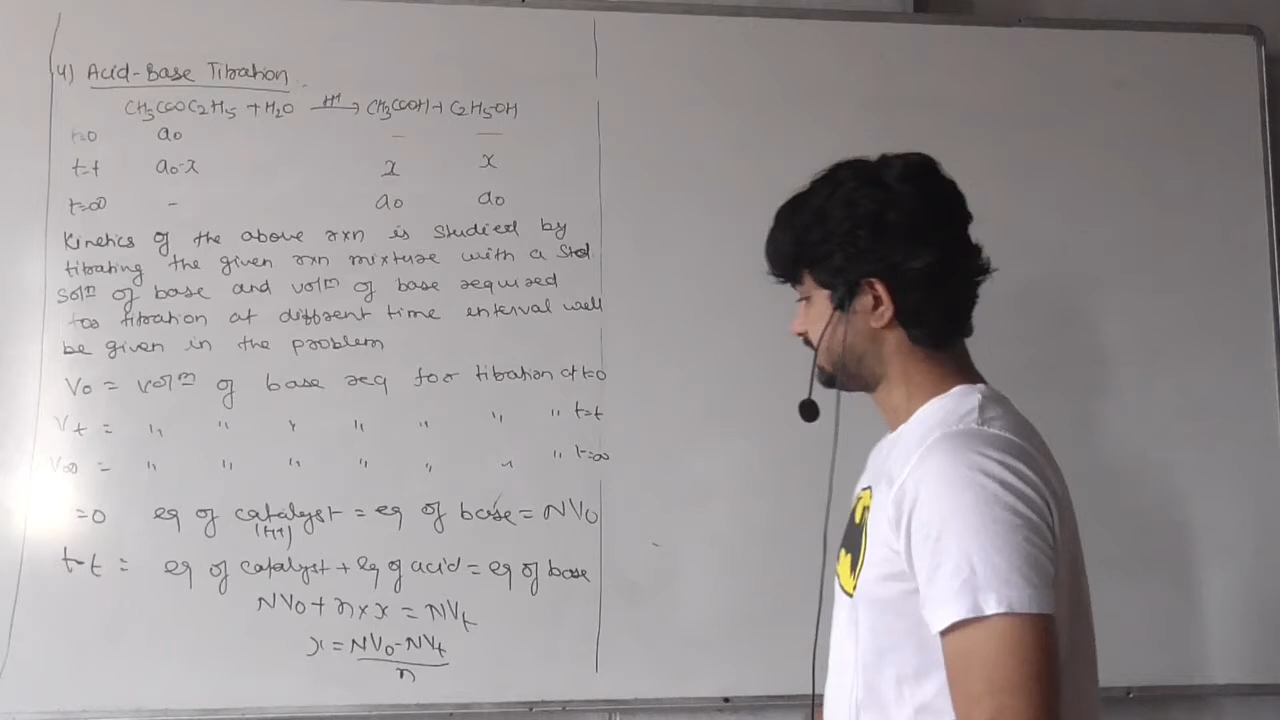 4) Acid-Base Titration
CH3COOC2H5 + H2O H+→ CH3COOH + C2H5OH
t=0 a0 – —
t=t a0-x x x
t=∞ – a0 a0
Kinetics of the above rxn is studied by
titrating the given rxn mixture with a std.
solm of base and volm of base required
for titration at different time interval well
be given in the problem
V0 = volm of base req for titration at t=0
Vt = " " " " " " " t=t
V∞ = " " " " " " " t=∞
=0 eq of catalyst = eq of base = NV0
(H+)
t=t = eq of catalyst + eq of acid = eq of base
NV0 + n×x = NVt
x = NV0-NVt
n